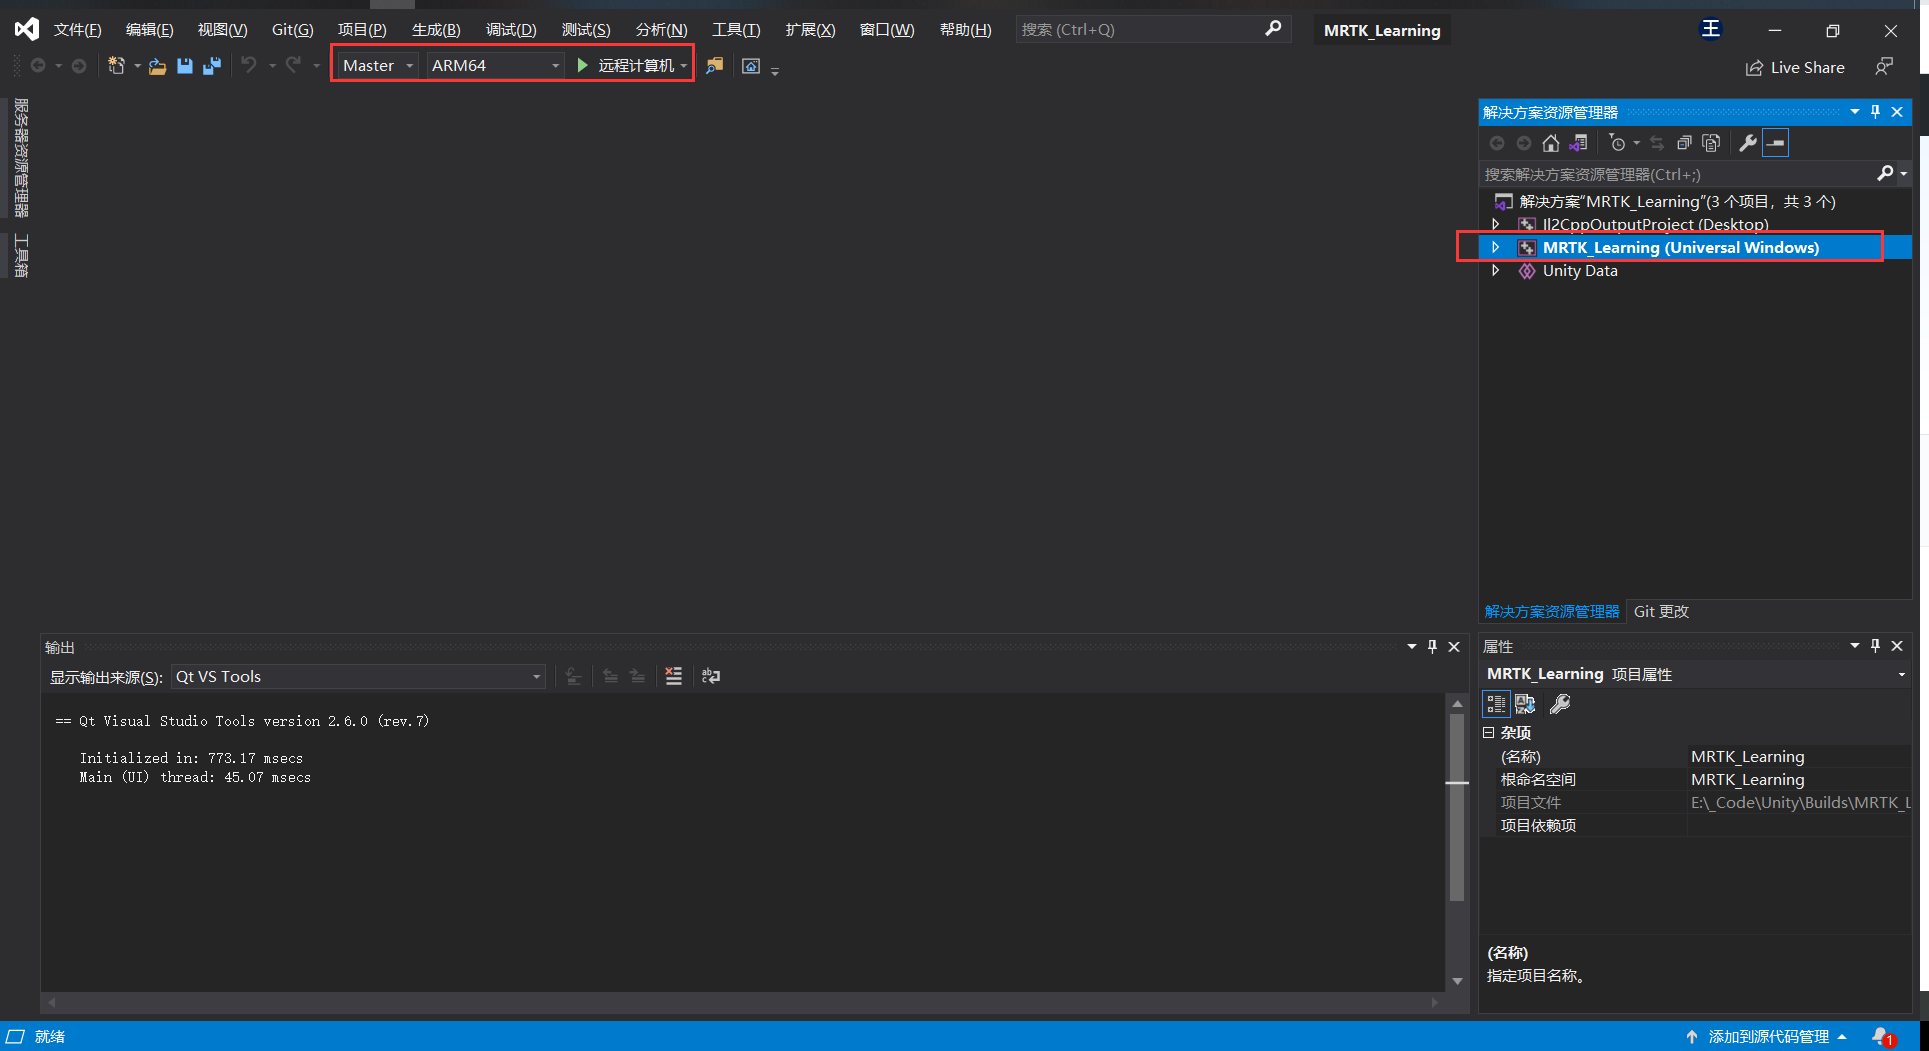 文件(F) 编辑(E) 视图(V) Git(G) 项目(P) 生成(B) 调试(D) 测试(S) 分析(N) 工具(T) 扩展(X) 窗口(W) 帮助(H) 搜索 (Ctrl+Q) MRTK_Learning 王
Master ARM64 远程计算机 Live Share
服务器资源管理器
工具箱
解决方案资源管理器
搜索解决方案资源管理器(Ctrl+;)
解决方案"MRTK_Learning"(3 个项目，共 3 个)
Il2CppOutputProject (Desktop)
MRTK_Learning (Universal Windows)
Unity Data
解决方案资源管理器 Git 更改
输出
显示输出来源(S): Qt VS Tools
== Qt Visual Studio Tools version 2.6.0 (rev.7)
Initialized in: 773.17 msecs
Main (UI) thread: 45.07 msecs
属性
MRTK_Learning 项目属性
杂项
(名称) MRTK_Learning
根命名空间 MRTK_Learning
项目文件 E:\_Code\Unity\Builds\MRTK_L
项目依赖项
(名称)
指定项目名称。
就绪 添加到源代码管理 1